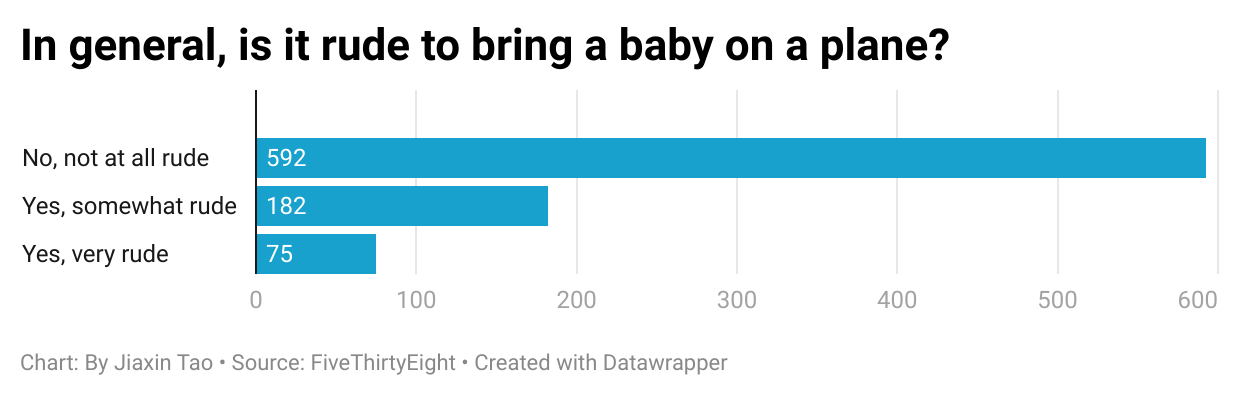 In general, is it rude to bring a baby on a plane?
No, not at all rude 592
Yes, somewhat rude 182
Yes, very rude 75
0 100 200 300 400 500 600
Chart: By Jiaxin Tao • Source: FiveThirtyEight • Created with Datawrapper